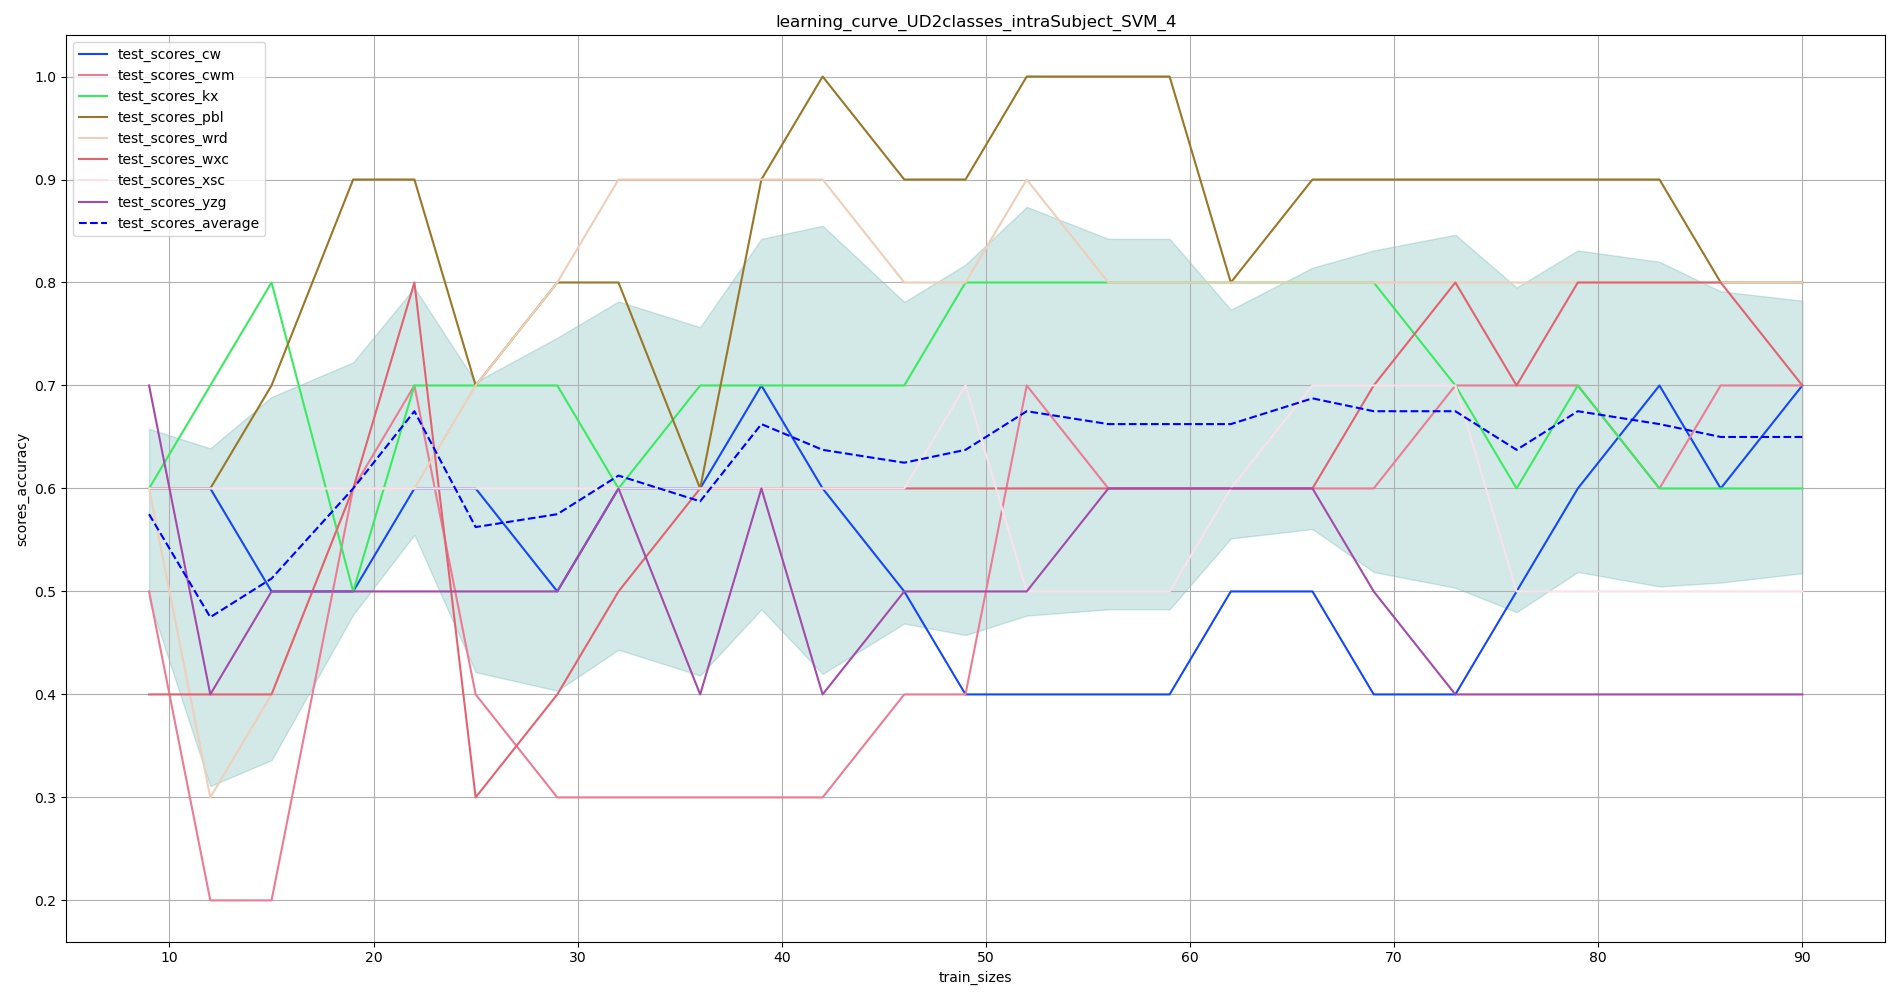 learning_curve_UD2classes_intraSubject_SVM_4
test_scores_cw
test_scores_cwm
test_scores_kx
test_scores_pbl
test_scores_wrd
test_scores_wxc
test_scores_xsc
test_scores_yzg
test_scores_average
scores_accuracy
1.0
0.9
0.8
0.7
0.6
0.5
0.4
0.3
0.2
10 20 30 40 50 60 70 80 90
train_sizes